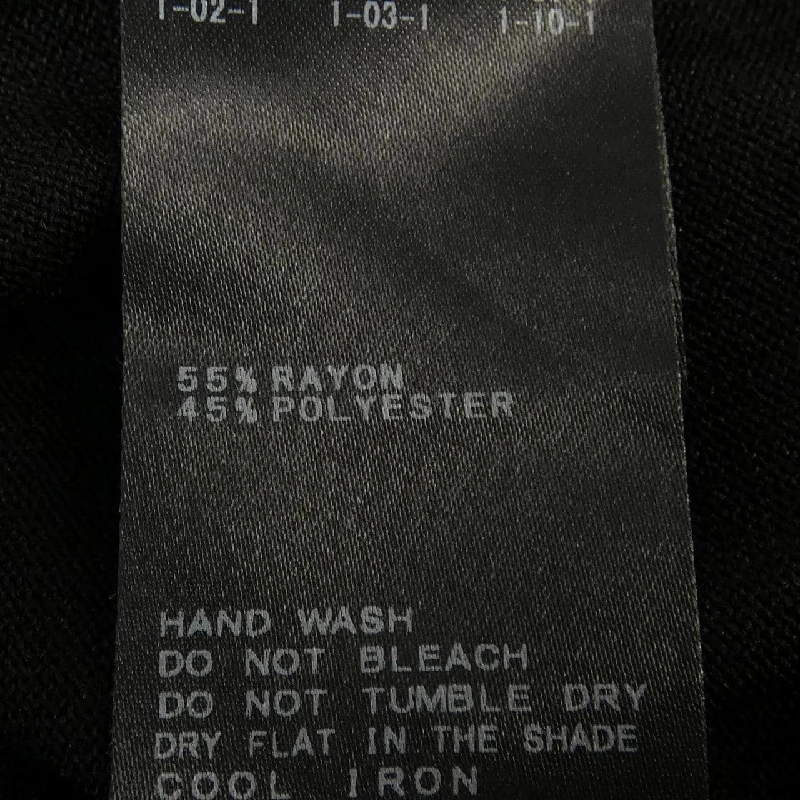 1-02-1 1-03-1 1-10-1
55% RAYON
45% POLYESTER
HAND WASH
DO NOT BLEACH
DO NOT TUMBLE DRY
DRY FLAT IN THE SHADE
COOL IRON